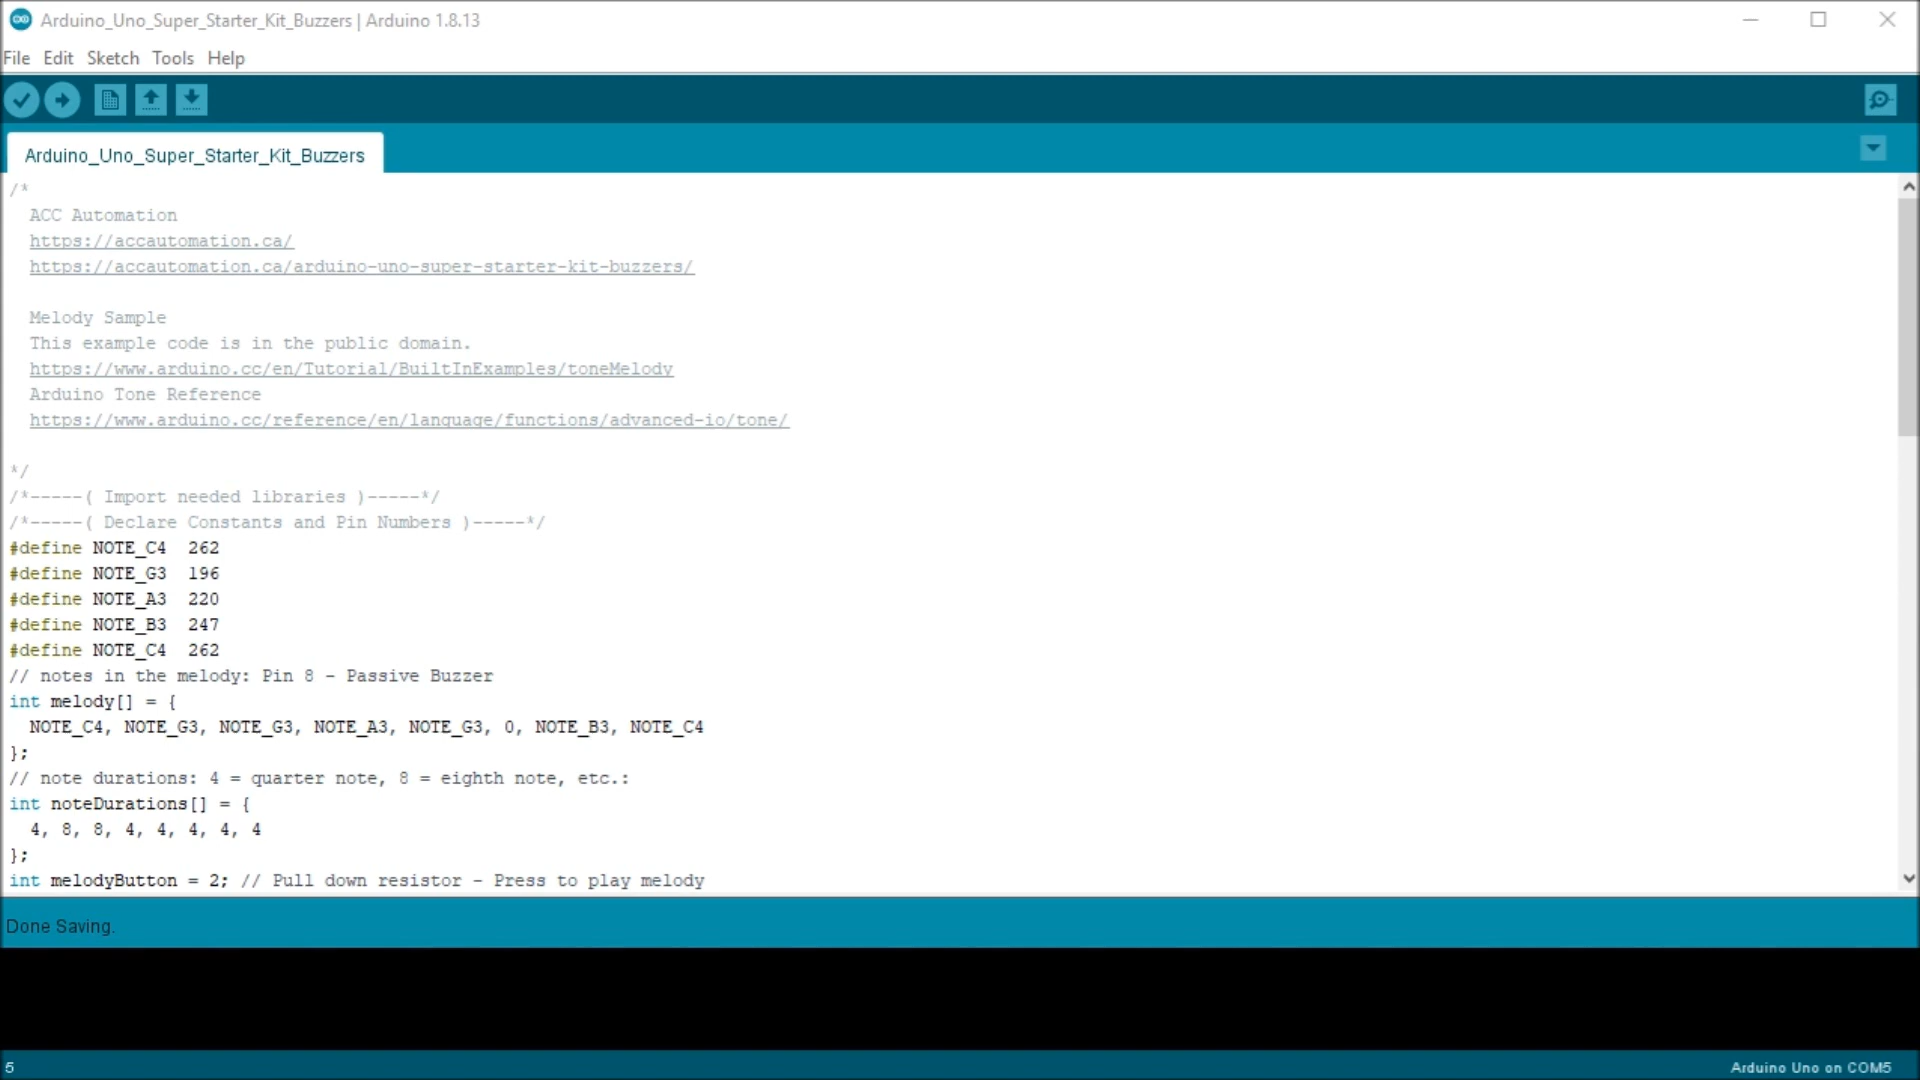 Arduino_Uno_Super_Starter_Kit_Buzzers | Arduino 1.8.13
File Edit Sketch Tools Help
Arduino_Uno_Super_Starter_Kit_Buzzers
/*
ACC Automation
https://accautomation.ca/
https://accautomation.ca/arduino-uno-super-starter-kit-buzzers/
Melody Sample
This example code is in the public domain.
https://www.arduino.cc/en/Tutorial/BuiltInExamples/toneMelody
Arduino Tone Reference
https://www.arduino.cc/reference/en/language/functions/advanced-io/tone/
*/
/*-----( Import needed libraries )-----*/
/*-----( Declare Constants and Pin Numbers )-----*/
#define NOTE_C4  262
#define NOTE_G3  196
#define NOTE_A3  220
#define NOTE_B3  247
#define NOTE_C4  262
// notes in the melody: Pin 8 - Passive Buzzer
int melody[] = {
NOTE_C4, NOTE_G3, NOTE_G3, NOTE_A3, NOTE_G3, 0, NOTE_B3, NOTE_C4
};
// note durations: 4 = quarter note, 8 = eighth note, etc.:
int noteDurations[] = {
4, 8, 8, 4, 4, 4, 4, 4
};
int melodyButton = 2; // Pull down resistor - Press to play melody
Done Saving.
5
Arduino Uno on COM5